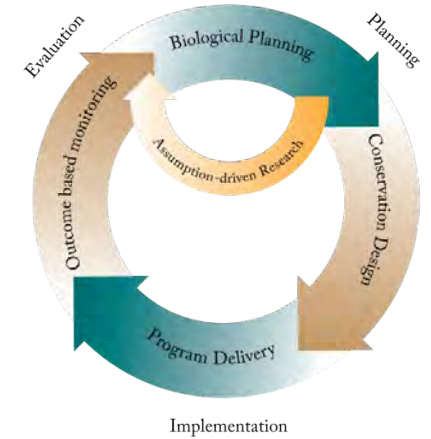 Evaluation
Planning
Biological Planning
Assumption-driven Research
Conservation Design
Outcome based monitoring
Program Delivery
Implementation